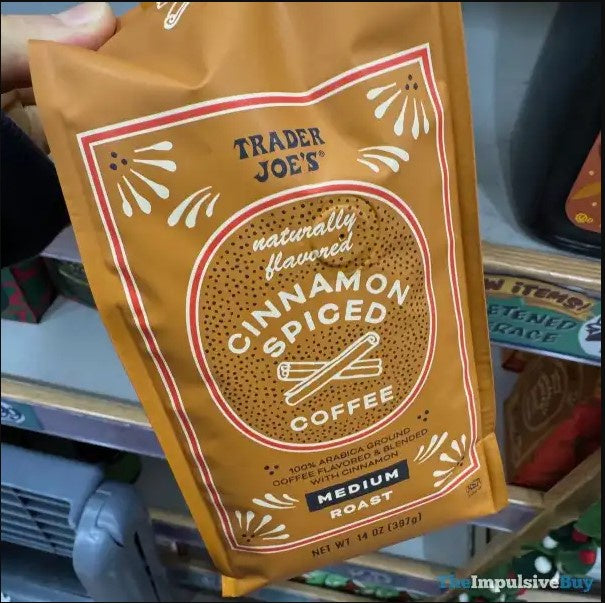 TRADER
JOE'S®
naturally
flavored
CINNAMON
SPICED
COFFEE
100% ARABICA GROUND
COFFEE FLAVORED & BLENDED
WITH CINNAMON
MEDIUM
ROAST
NET WT. 14 OZ (397g)
ITEMS!
TheImpulsiveBuy